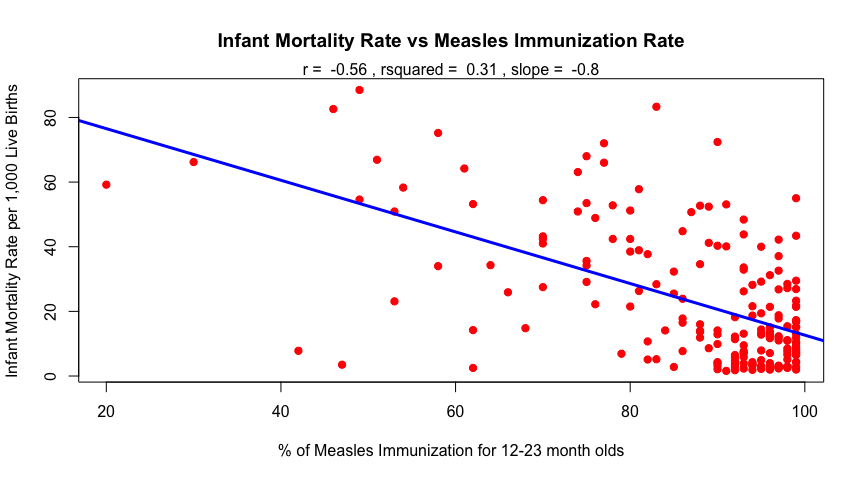 Infant Mortality Rate vs Measles Immunization Rate
r =  -0.56 , rsquared =  0.31 , slope =  -0.8
Infant Mortality Rate per 1,000 Live Births
80
60
40
20
0
20 40 60 80 100
% of Measles Immunization for 12-23 month olds